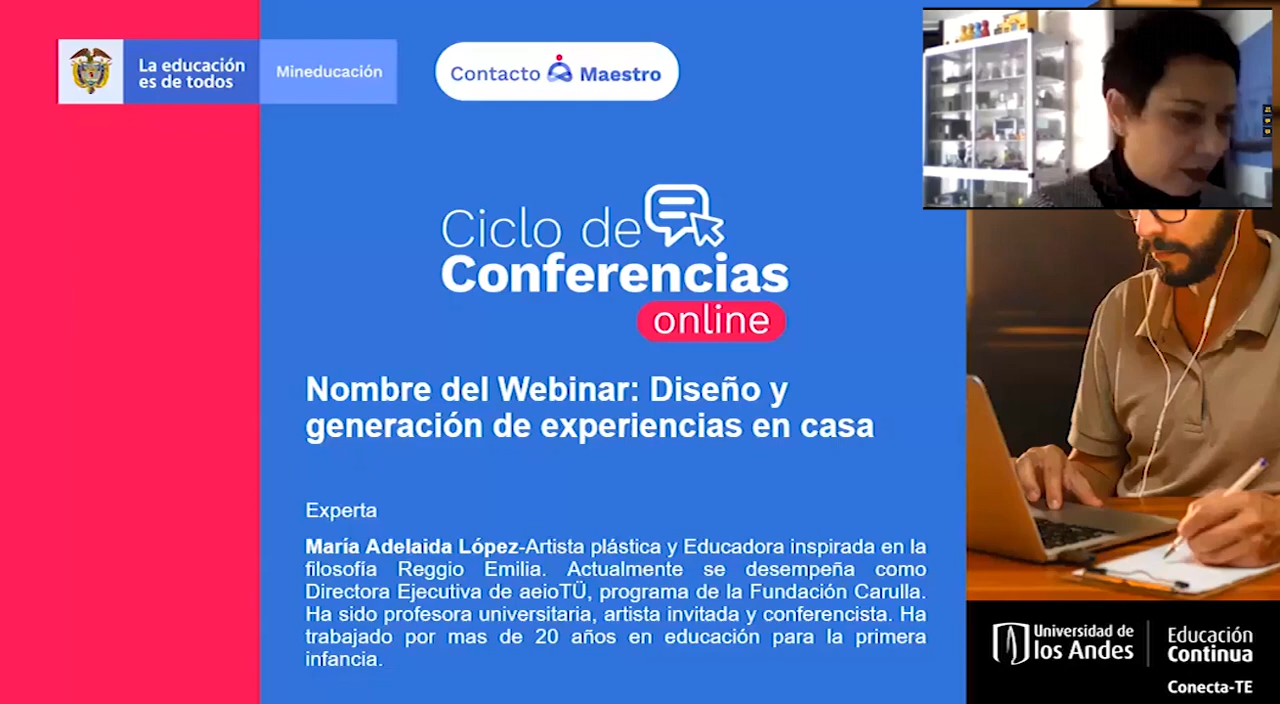 La educación
es de todos
Mineducación
Contacto Maestro
Ciclo de
Conferencias
online
Nombre del Webinar: Diseño y
generación de experiencias en casa
Experta
María Adelaida López-Artista plástica y Educadora inspirada en la
filosofía Reggio Emilia. Actualmente se desempeña como
Directora Ejecutiva de aeioTÜ, programa de la Fundación Carulla.
Ha sido profesora universitaria, artista invitada y conferencista. Ha
trabajado por mas de 20 años en educación para la primera
infancia.
Universidad de
los Andes
Educación
Continua
Conecta-TE